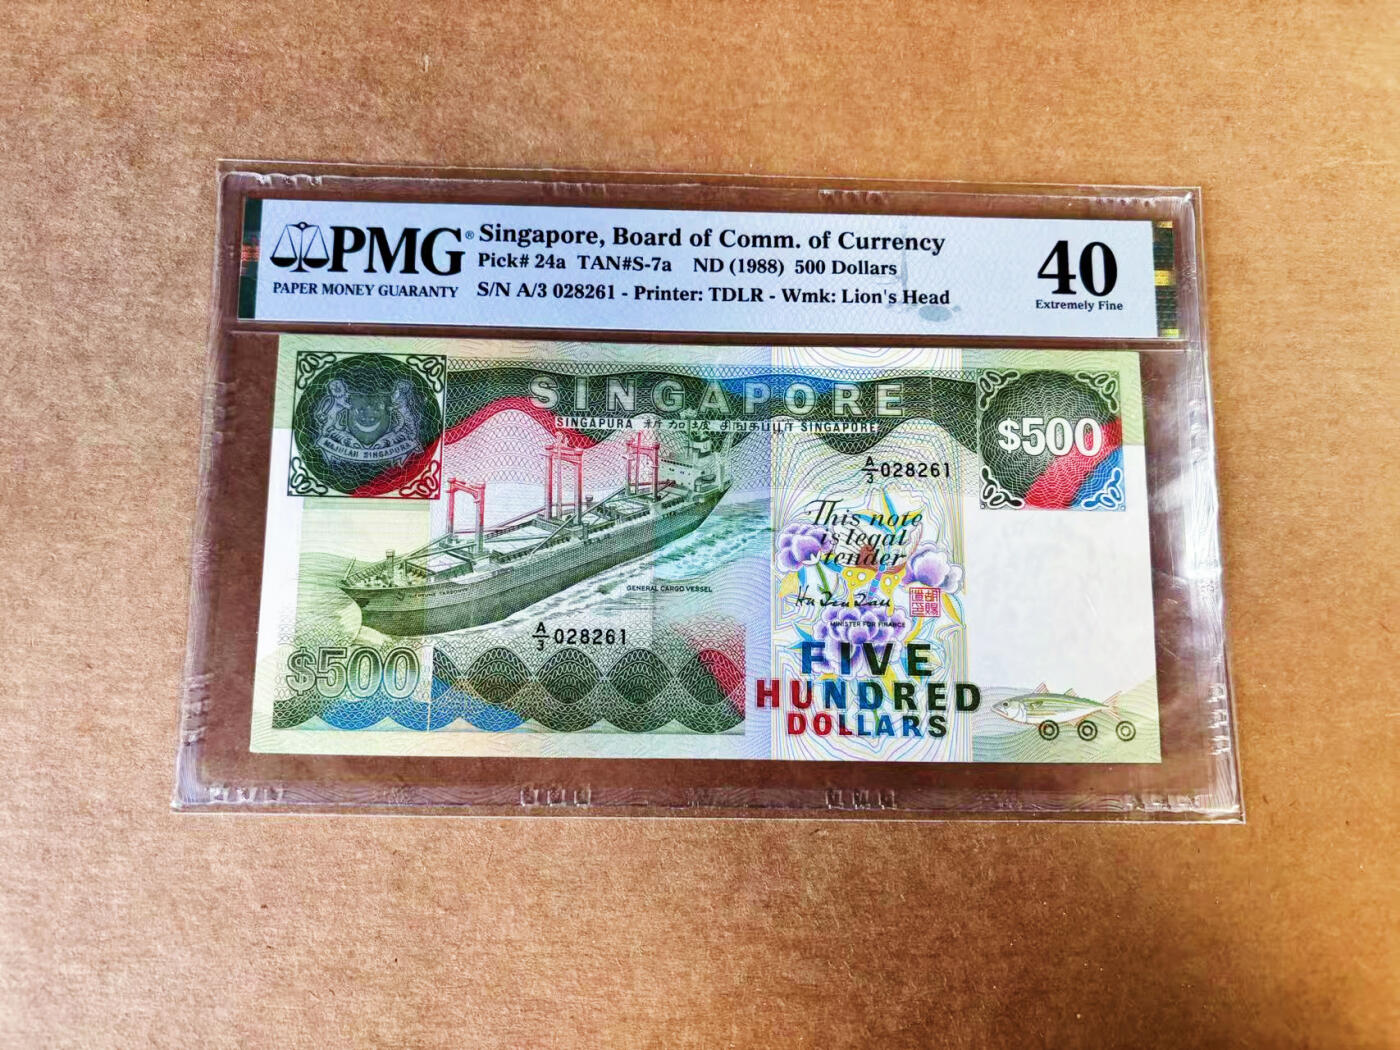 PMG® Singapore, Board of Comm. of Currency
Pick# 24a TAN#S-7a ND (1988) 500 Dollars
PAPER MONEY GUARANTY S/N A/3 028261 - Printer: TDLR - Wmk: Lion's Head
40
Extremely Fine
MAJULAH SINGAPURA
SINGAPORE
SINGAPURA 新加坡 சிங்கப்பூர் SINGAPORE
$500
A/3 028261
This note
is legal
tender
GENERAL CARGO VESSEL
MINISTER FOR FINANCE
A/3 028261
$500
FIVE
HUNDRED
DOLLARS